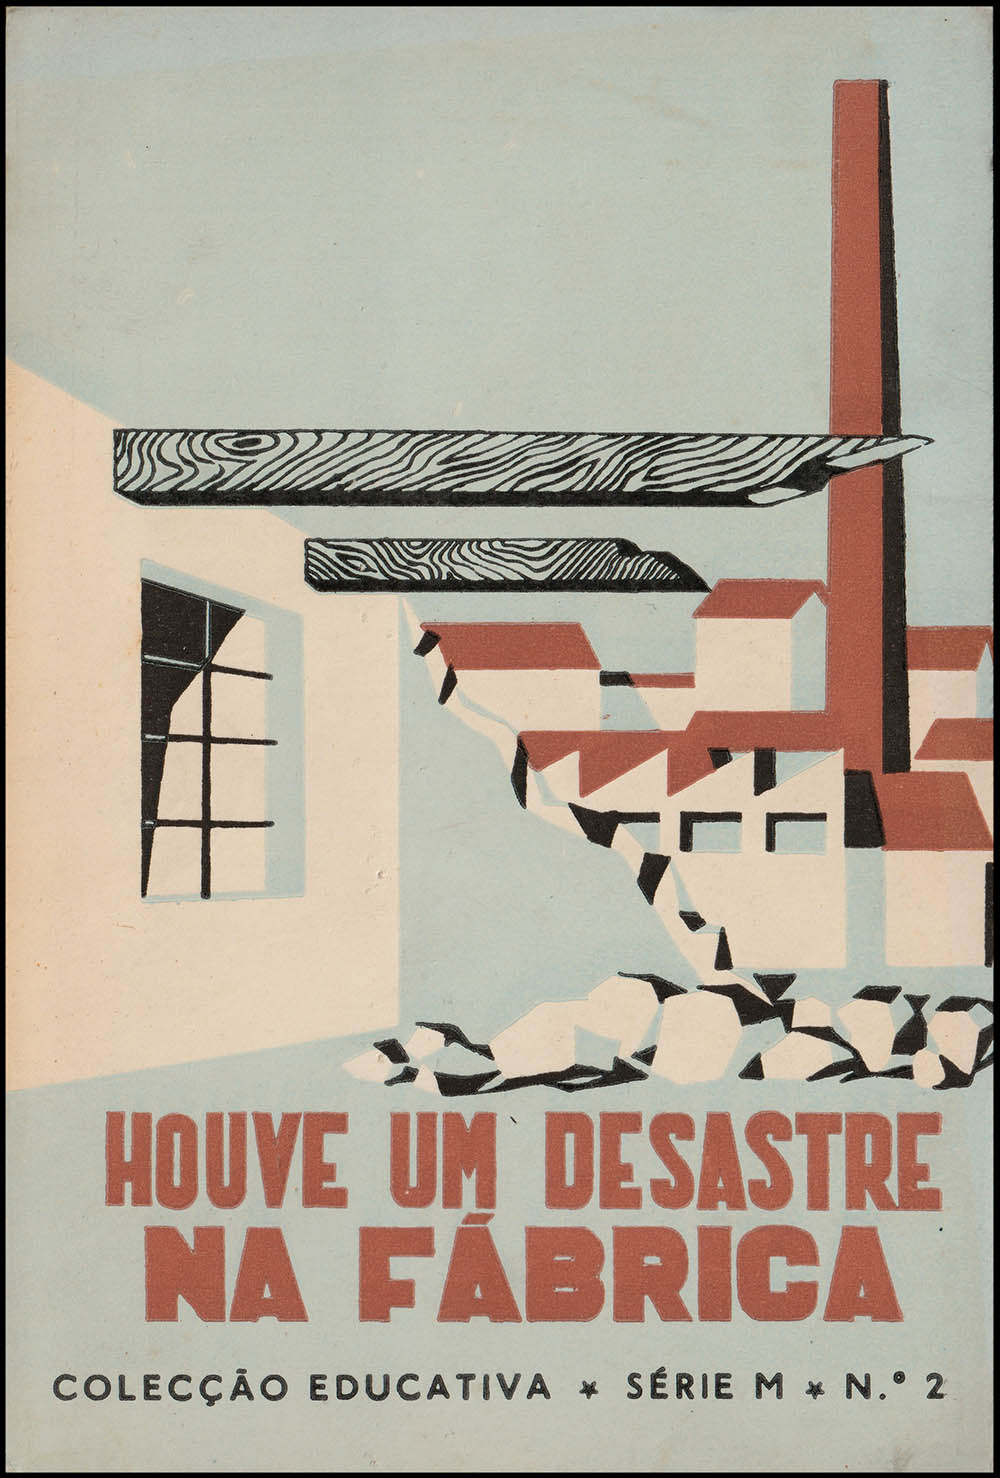 HOUVE UM DESASTRE
NA FÁBRICA
COLECÇÃO EDUCATIVA ★ SÉRIE M ★ N.º 2